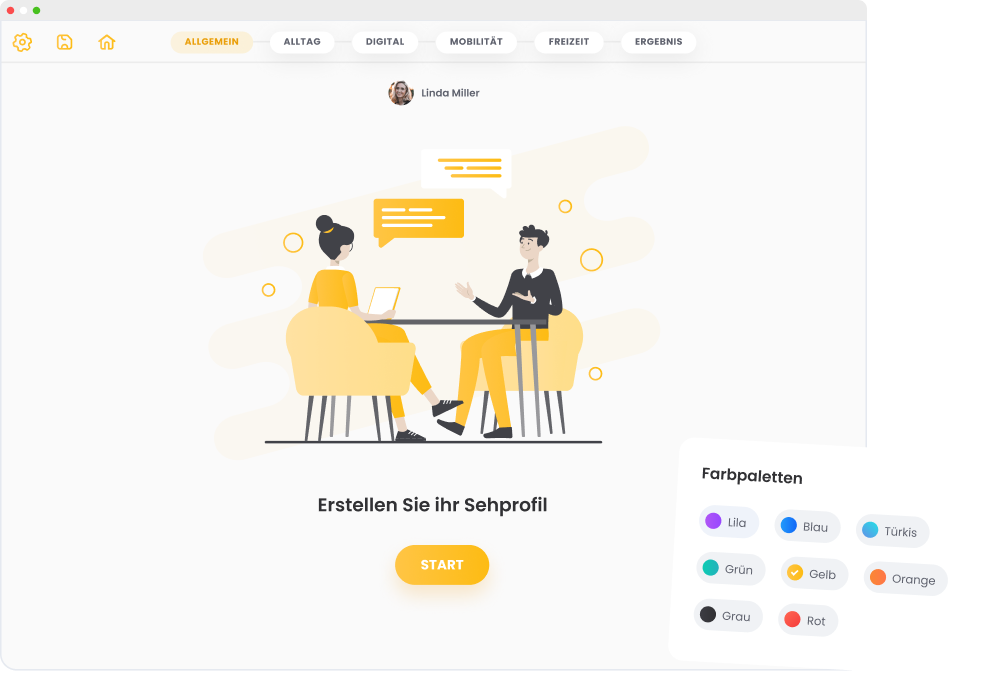 ALLGEMEIN ALLTAG DIGITAL MOBILITÄT FREIZEIT ERGEBNIS
Linda Miller
Erstellen Sie ihr Sehprofil
START
Farbpaletten
Lila Blau Türkis
Grün Gelb Orange
Grau Rot